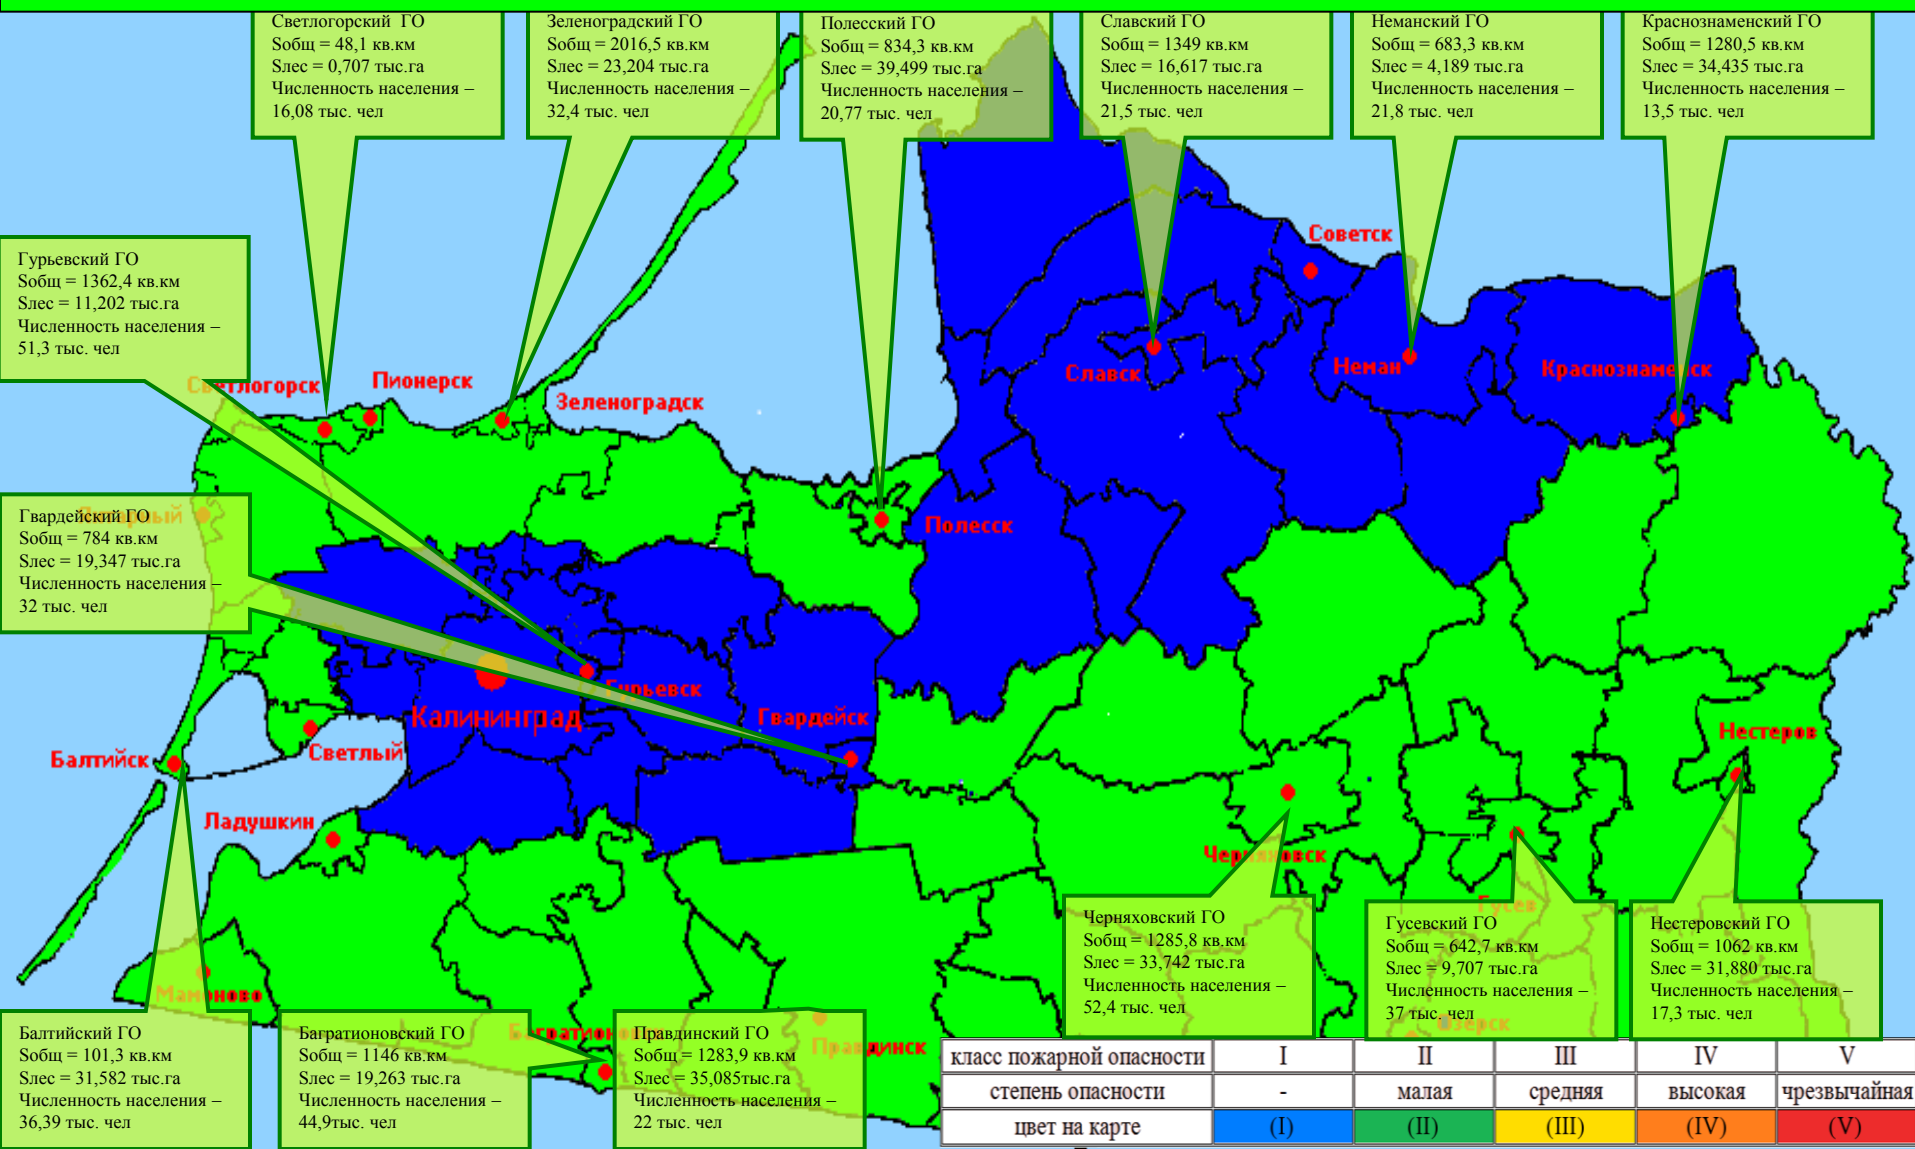 Светлогорский ГО
Sобщ = 48,1 кв.км
Sлес = 0,707 тыс.га
Численность населения –
16,08 тыс. чел
Зеленоградский ГО
Sобщ = 2016,5 кв.км
Sлес = 23,204 тыс.га
Численность населения –
32,4 тыс. чел
Полесский ГО
Sобщ = 834,3 кв.км
Sлес = 39,499 тыс.га
Численность населения –
20,77 тыс. чел
Славский ГО
Sобщ = 1349 кв.км
Sлес = 16,617 тыс.га
Численность населения –
21,5 тыс. чел
Неманский ГО
Sобщ = 683,3 кв.км
Sлес = 4,189 тыс.га
Численность населения –
21,8 тыс. чел
Краснознаменский ГО
Sобщ = 1280,5 кв.км
Sлес = 34,435 тыс.га
Численность населения –
13,5 тыс. чел
Гурьевский ГО
Sобщ = 1362,4 кв.км
Sлес = 11,202 тыс.га
Численность населения –
51,3 тыс. чел
Советск
Славск
Неман
Краснознаменск
Светлогорск
Пионерск
Зеленоградск
Гвардейский ГО
Sобщ = 784 кв.км
Sлес = 19,347 тыс.га
Численность населения –
32 тыс. чел
Полесск
Гурьевск
Калининград
Гвардейск
Нестеров
Балтийск
Светлый
Ладушкин
Черняховск
Гусев
Черняховский ГО
Sобщ = 1285,8 кв.км
Sлес = 33,742 тыс.га
Численность населения –
52,4 тыс. чел
Гусевский ГО
Sобщ = 642,7 кв.км
Sлес = 9,707 тыс.га
Численность населения –
37 тыс. чел
Нестеровский ГО
Sобщ = 1062 кв.км
Sлес = 31,880 тыс.га
Численность населения –
17,3 тыс. чел
Озерск
Мамоново
Балтийский ГО
Sобщ = 101,3 кв.км
Sлес = 31,582 тыс.га
Численность населения –
36,39 тыс. чел
Багратионовский ГО
Sобщ = 1146 кв.км
Sлес = 19,263 тыс.га
Численность населения –
44,9тыс. чел
Правдинский ГО
Sобщ = 1283,9 кв.км
Sлес = 35,085тыс.га
Численность населения –
22 тыс. чел
Правдинск
класс пожарной опасности I II III IV V
степень опасности - малая средняя высокая чрезвычайная
цвет на карте (I) (II) (III) (IV) (V)